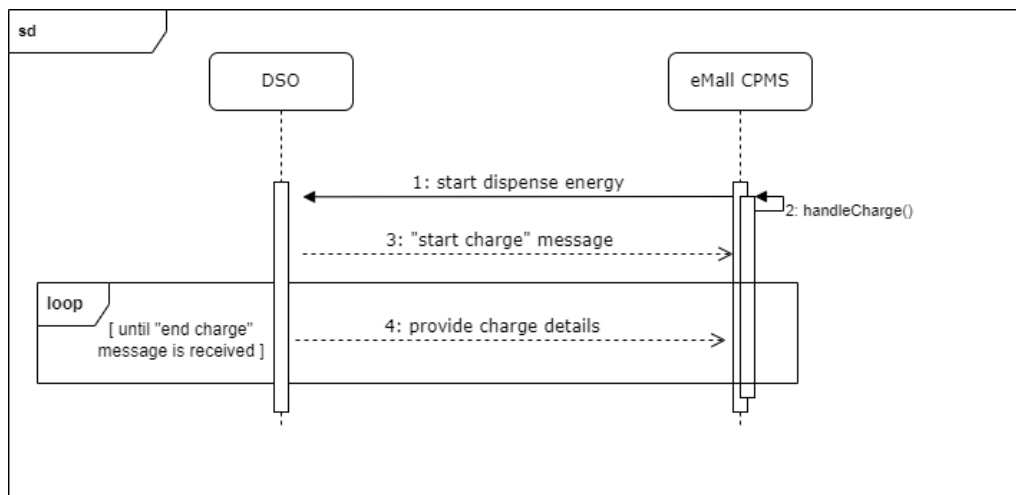 sd
DSO
eMall CPMS
1: start dispense energy
2: handleCharge()
3: "start charge" message
loop
[ until "end charge"
message is received ]
4: provide charge details